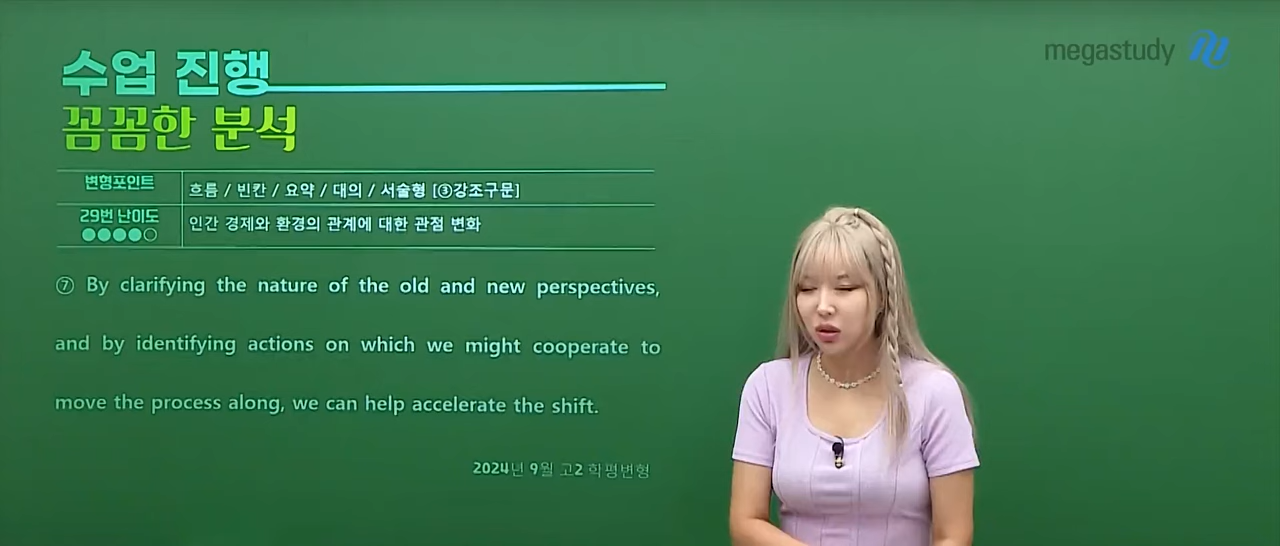 megastudy
수업 진행
꼼꼼한 분석
변형포인트 흐름 / 빈칸 / 요약 / 대의 / 서술형 [③강조구문]
29번 난이도 인간 경제와 환경의 관계에 대한 관점 변화
●●●●○
⑦ By clarifying the nature of the old and new perspectives,
and by identifying actions on which we might cooperate to
move the process along, we can help accelerate the shift.
2024년 9월 고2 학평변형